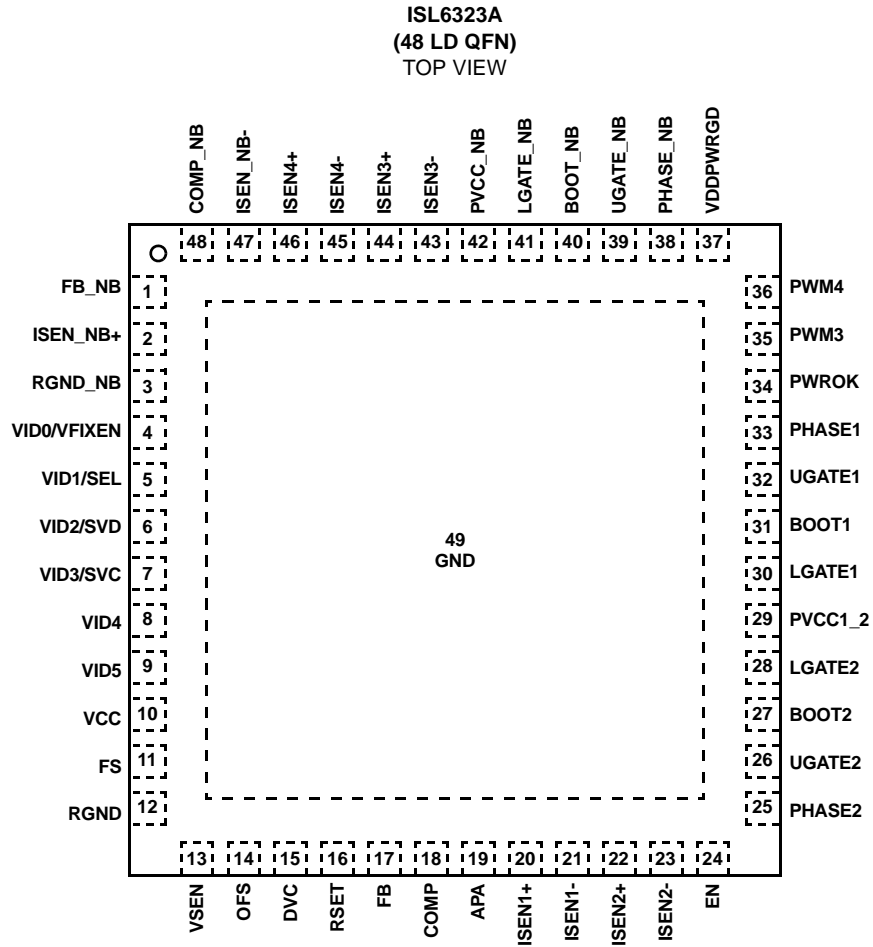 ISL6323A
(48 LD QFN)
TOP VIEW
COMP_NB
ISEN_NB-
ISEN4+
ISEN4-
ISEN3+
ISEN3-
PVCC_NB
LGATE_NB
BOOT_NB
UGATE_NB
PHASE_NB
VDDPWRGD
48 47 46 45 44 43 42 41 40 39 38 37
FB_NB 1
ISEN_NB+ 2
RGND_NB 3
VID0/VFIXEN 4
VID1/SEL 5
VID2/SVD 6
VID3/SVC 7
VID4 8
VID5 9
VCC 10
FS 11
RGND 12
49
GND
36 PWM4
35 PWM3
34 PWROK
33 PHASE1
32 UGATE1
31 BOOT1
30 LGATE1
29 PVCC1_2
28 LGATE2
27 BOOT2
26 UGATE2
25 PHASE2
13 14 15 16 17 18 19 20 21 22 23 24
VSEN
OFS
DVC
RSET
FB
COMP
APA
ISEN1+
ISEN1-
ISEN2+
ISEN2-
EN